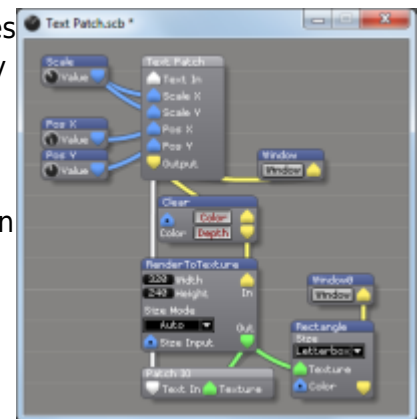 es
y
n
Text Patch.scb *
Scale
Value
Text Patch
Text In
Scale X
Scale Y
Pos X
Pos Y
Output
Pos X
Value
Pos Y
Value
Window
Window
Clear
Color
Color Depth
RenderToTexture
320 Width
240 Height In
Size Mode
Auto
Out
Size Input
Window0
Window
Rectangle
Size
Letterbox
Texture
Color
Patch IO
Text In Texture